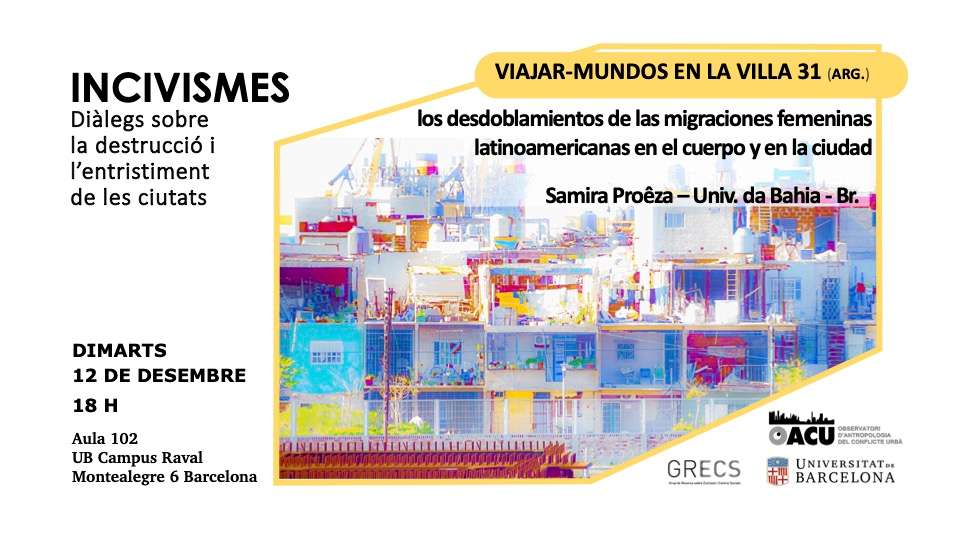 INCIVISMES
Diàlegs sobre
la destrucció i
l’entristiment
de les ciutats
VIAJAR-MUNDOS EN LA VILLA 31 (ARG.)
los desdoblamientos de las migraciones femeninas
latinoamericanas en el cuerpo y en la ciudad
Samira Proêza – Univ. da Bahia - Br.
DIMARTS
12 DE DESEMBRE
18 H
Aula 102
UB Campus Raval
Montealegre 6 Barcelona
OACU
OBSERVATORI
D'ANTROPOLOGIA
DEL CONFLICTE URBÀ
GRECS
UNIVERSITAT DE
BARCELONA